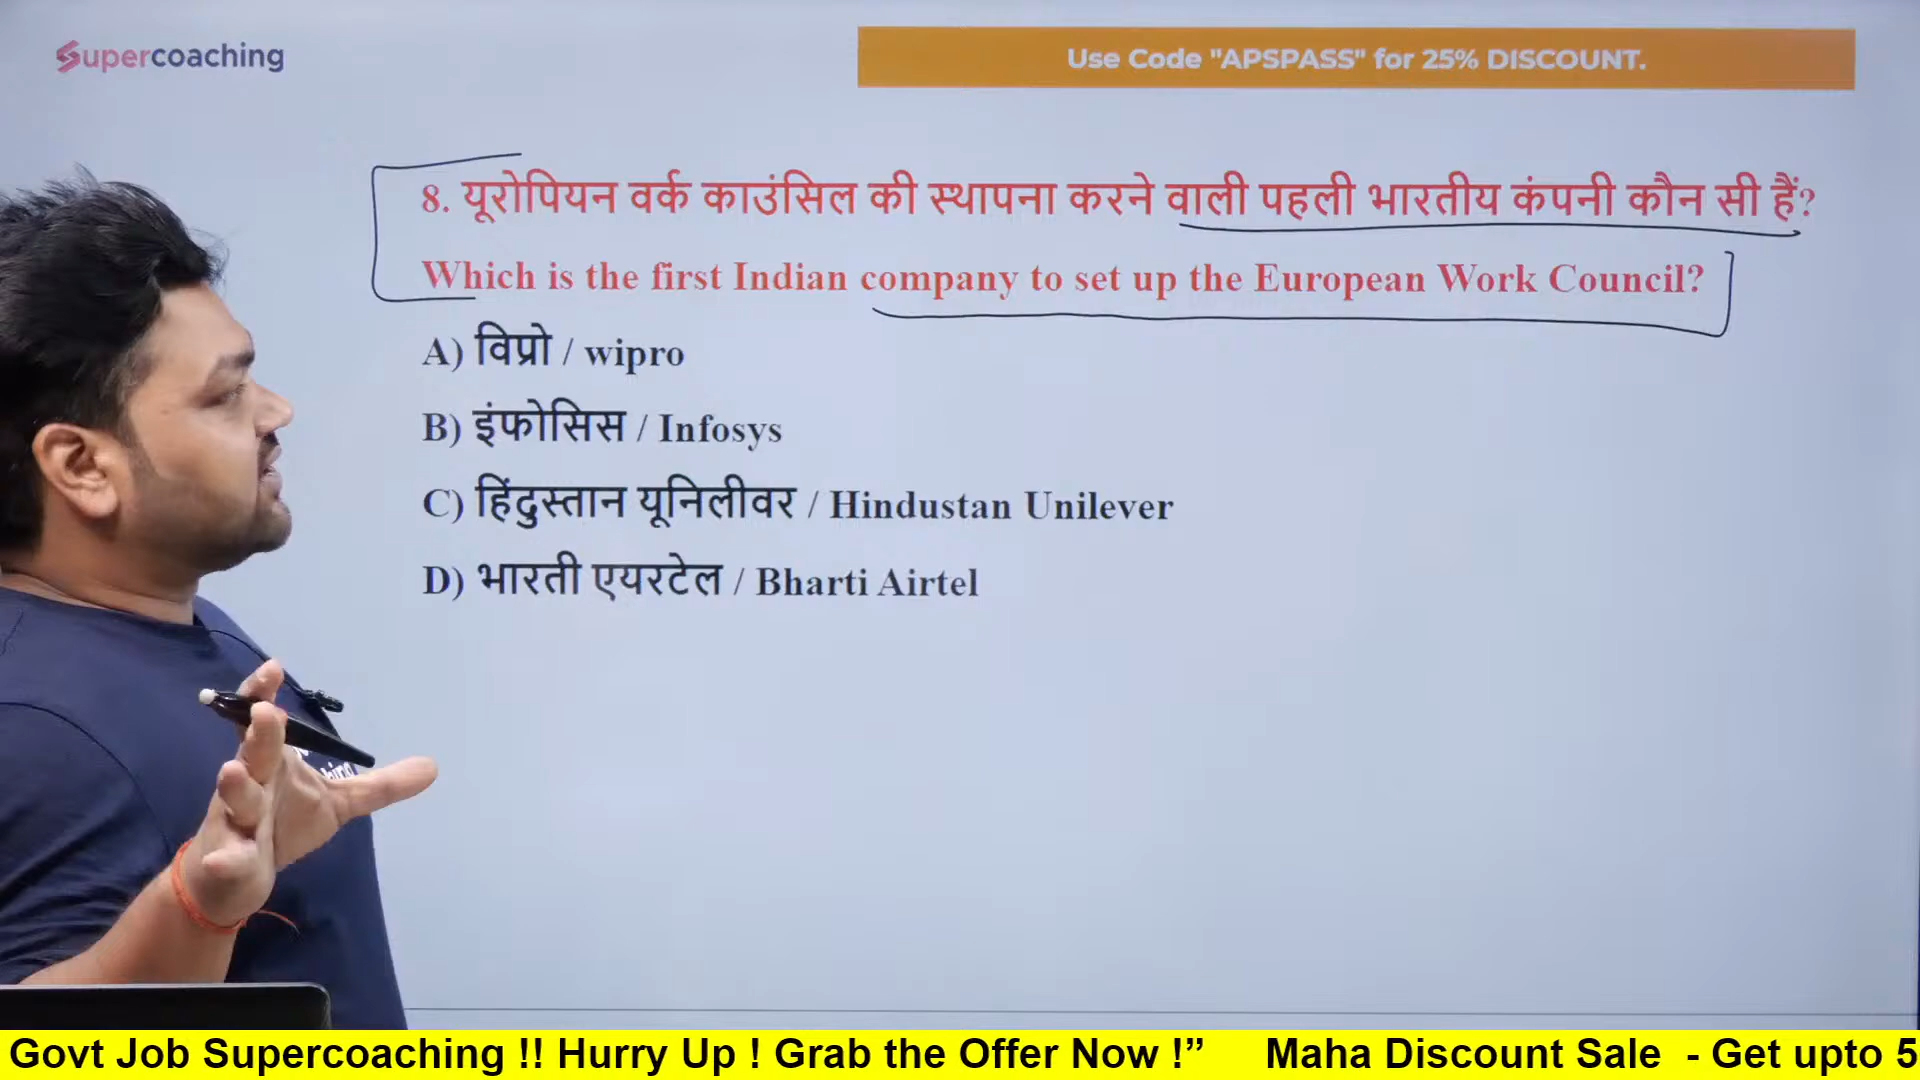 Supercoaching
Use Code "APSPASS" for 25% DISCOUNT.
8. यूरोपियन वर्क काउंसिल की स्थापना करने वाली पहली भारतीय कंपनी कौन सी हैं?
Which is the first Indian company to set up the European Work Council?
A) विप्रो / wipro
B) इंफोसिस / Infosys
C) हिंदुस्तान यूनिलीवर / Hindustan Unilever
D) भारती एयरटेल / Bharti Airtel
Govt Job Supercoaching !! Hurry Up ! Grab the Offer Now !” Maha Discount Sale - Get upto 5